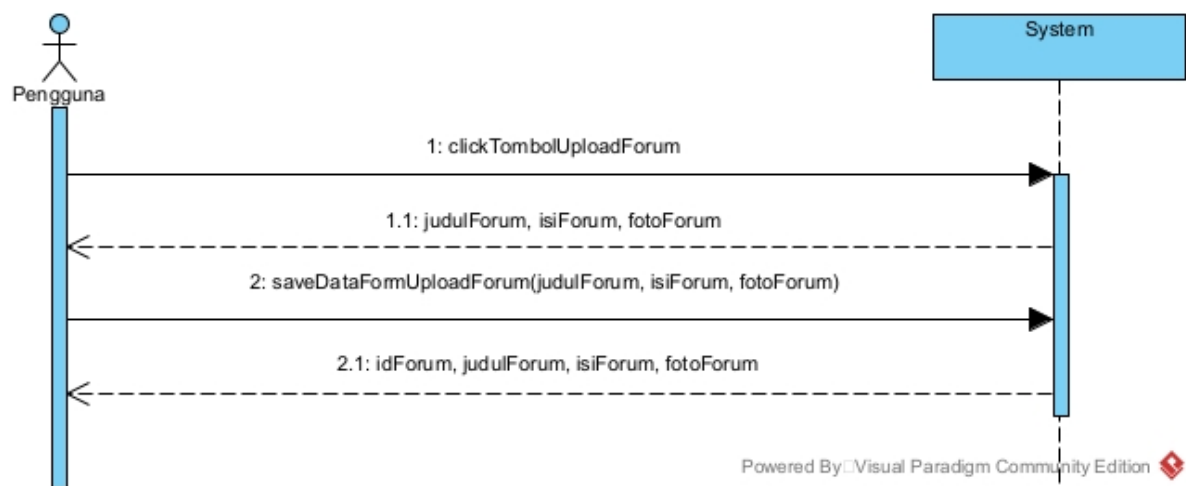 System
Pengguna
1: clickTombolUploadForum
1.1: judulForum, isiForum, fotoForum
2: saveDataFormUploadForum(judulForum, isiForum, fotoForum)
2.1: idForum, judulForum, isiForum, fotoForum
Powered By Visual Paradigm Community Edition